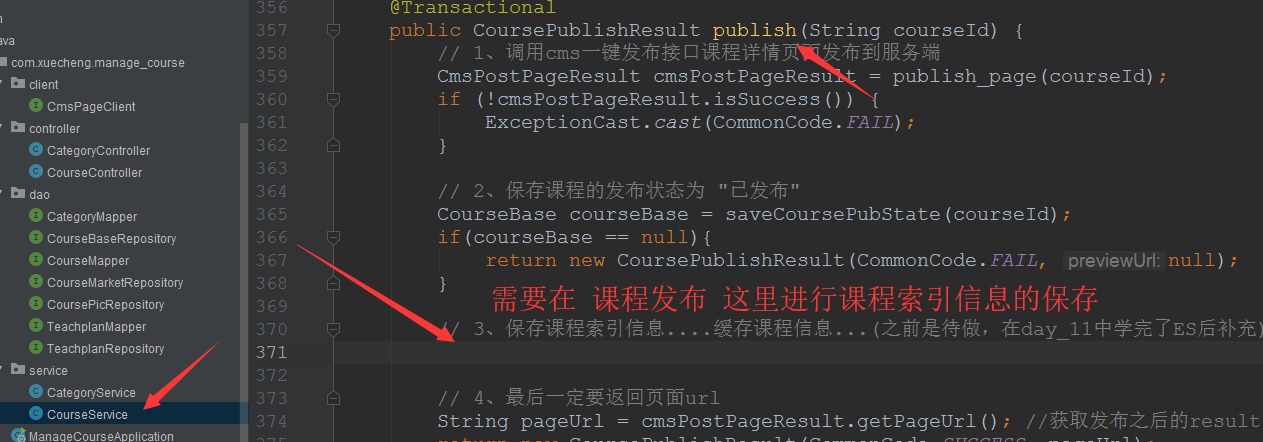 n
ava
com.xuecheng.manage_course
client
CmsPageClient
controller
CategoryController
CourseController
dao
CategoryMapper
CourseBaseRepository
CourseMapper
CourseMarketRepository
CoursePicRepository
TeachplanMapper
TeachplanRepository
service
CategoryService
CourseService
ManageCourseApplication
356 @Transactional
357 public CoursePublishResult publish(String courseId) {
358 // 1、调用cms一键发布接口课程详情页面发布到服务端
359 CmsPostPageResult cmsPostPageResult = publish_page(courseId);
360 if (!cmsPostPageResult.isSuccess()) {
361 ExceptionCast.cast(CommonCode.FAIL);
362 }
363
364 // 2、保存课程的发布状态为 "已发布"
365 CourseBase courseBase = saveCoursePubState(courseId);
366 if(courseBase == null){
367 return new CoursePublishResult(CommonCode.FAIL, previewUrl: null);
368 }
需要在 课程发布 这里进行课程索引信息的保存
369
370 // 3、保存课程索引信息....缓存课程信息...(之前是待做，在day_11中学完了ES后补充)
371
372
373 // 4、最后一定要返回页面url
374 String pageUrl = cmsPostPageResult.getPageUrl(); //获取发布之后的result